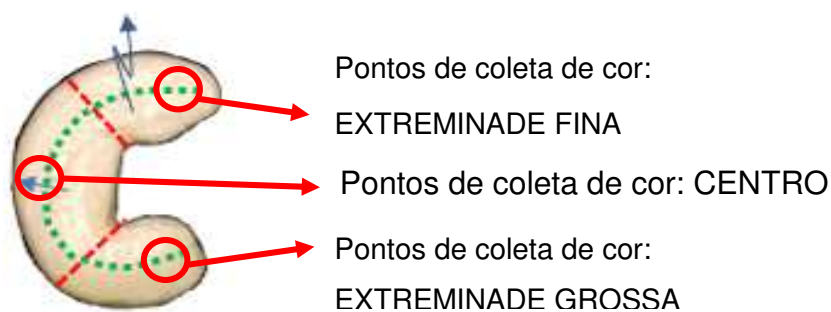 Pontos de coleta de cor:
EXTREMINADE FINA
Pontos de coleta de cor: CENTRO
Pontos de coleta de cor:
EXTREMINADE GROSSA